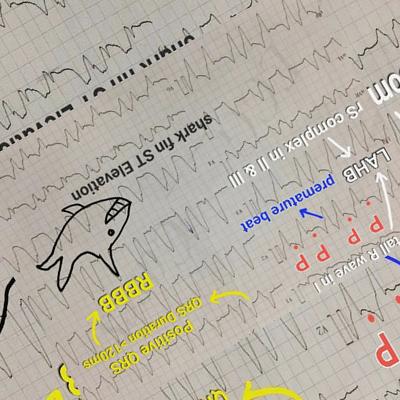 P
Positive QRS
QRS Duration > 120ms
tall R wave in I
RBBB
P P P P
premature beat
LAHB
rS complex in II & III
shark fin ST Elevation